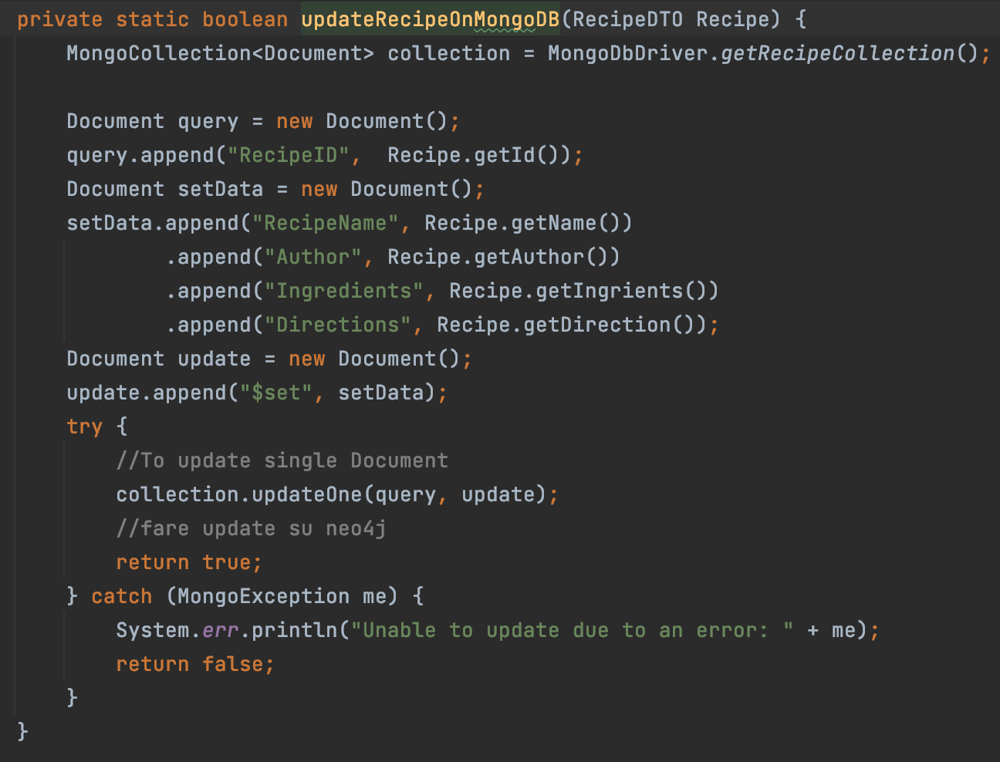 private static boolean updateRecipeOnMongoDB(RecipeDTO Recipe) {
MongoCollection<Document> collection = MongoDbDriver.getRecipeCollection();
Document query = new Document();
query.append("RecipeID",  Recipe.getId());
Document setData = new Document();
setData.append("RecipeName", Recipe.getName())
.append("Author", Recipe.getAuthor())
.append("Ingredients", Recipe.getIngrients())
.append("Directions", Recipe.getDirection());
Document update = new Document();
update.append("$set", setData);
try {
//To update single Document
collection.updateOne(query, update);
//fare update su neo4j
return true;
} catch (MongoException me) {
System.err.println("Unable to update due to an error: " + me);
return false;
}
}